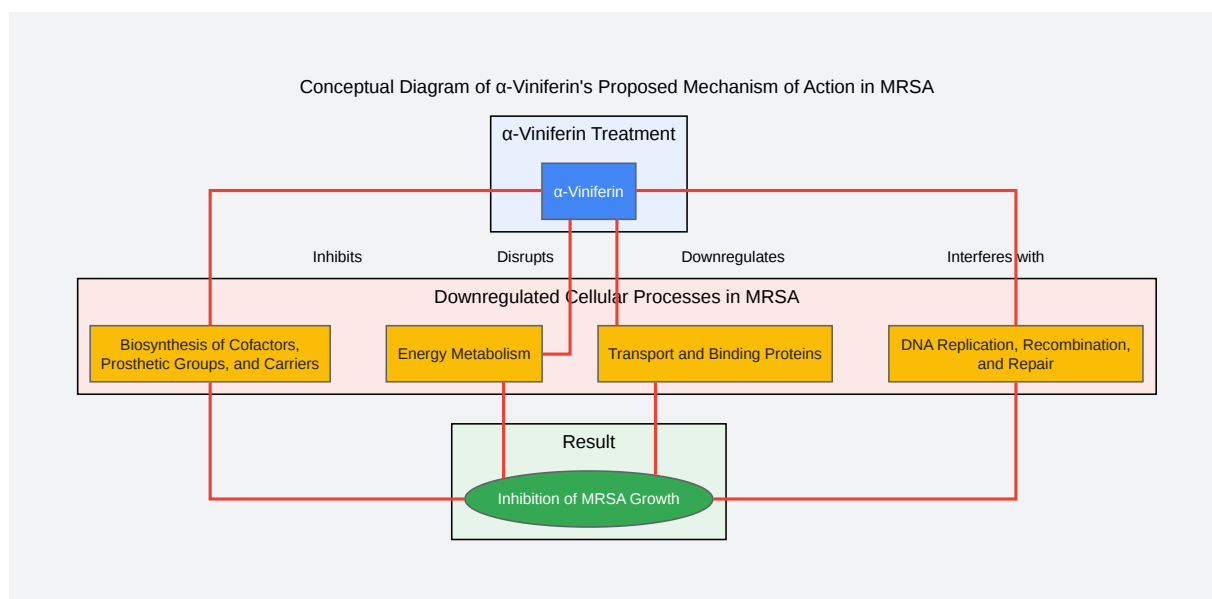 Conceptual Diagram of α-Viniferin's Proposed Mechanism of Action in MRSA
α-Viniferin Treatment
α-Viniferin
Inhibits
Disrupts
Downregulates
Interferes with
Downregulated Cellular Processes in MRSA
Biosynthesis of Cofactors,
Prosthetic Groups, and Carriers
Energy Metabolism
Transport and Binding Proteins
DNA Replication, Recombination,
and Repair
Result
Inhibition of MRSA Growth